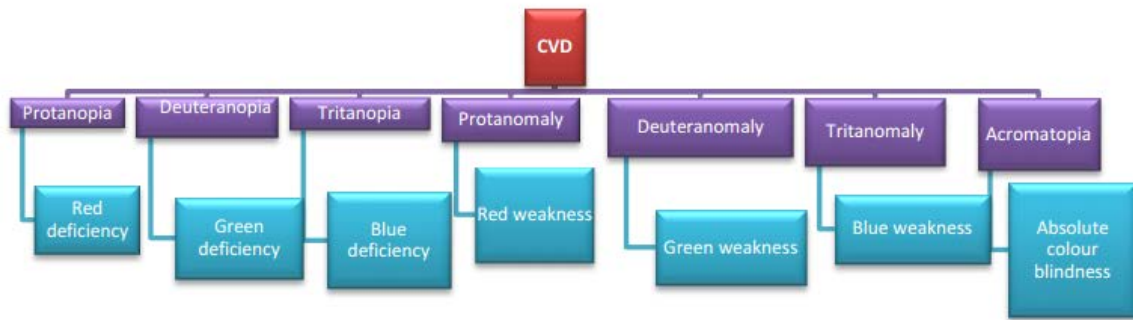 CVD
Protanopia
Deuteranopia
Tritanopia
Protanomaly
Deuteranomaly
Tritanomaly
Acromatopia
Red
deficiency
Green
deficiency
Blue
deficiency
Red weakness
Green weakness
Blue weakness
Absolute
colour
blindness